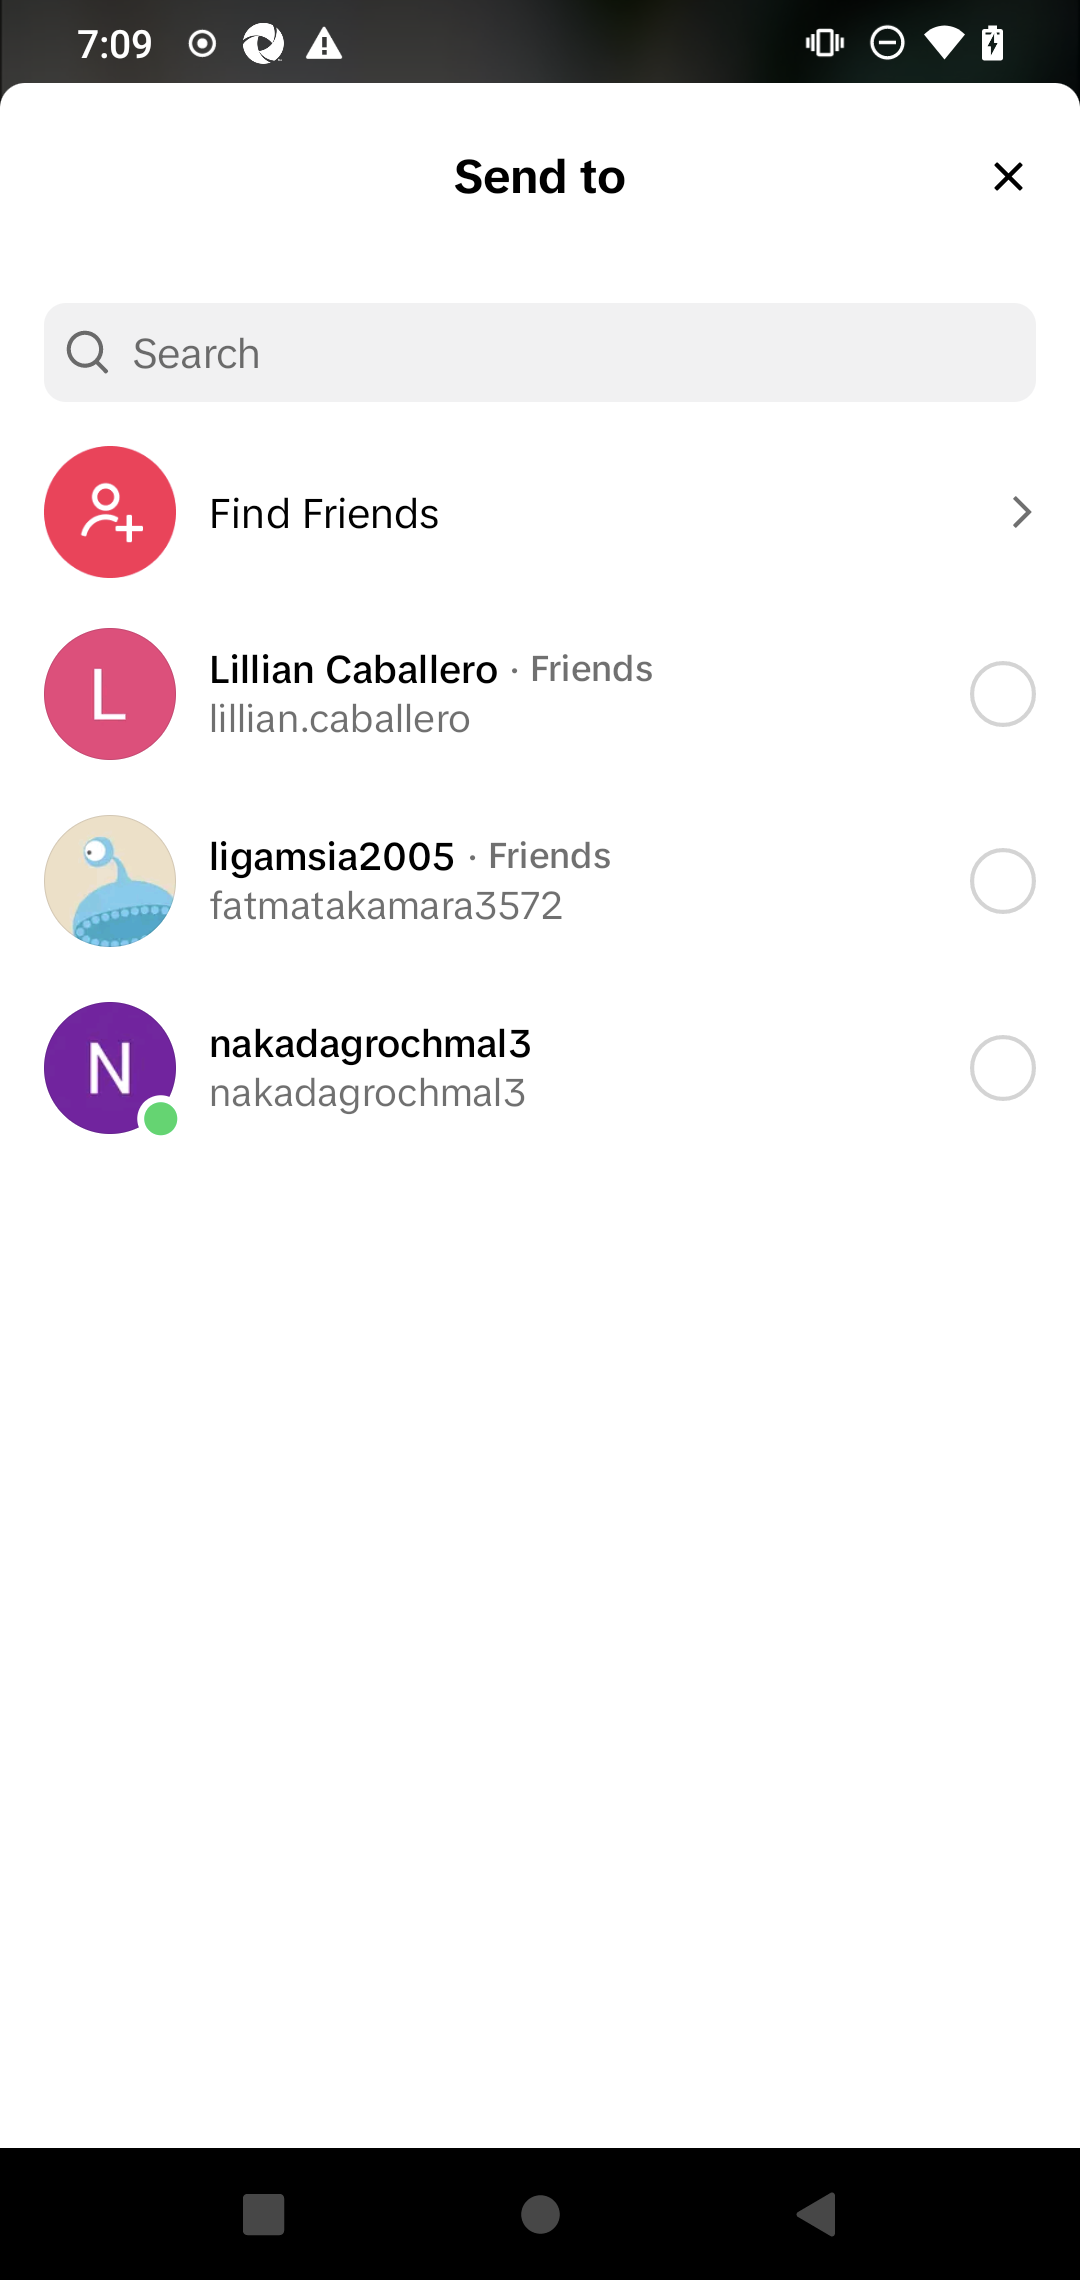 7:09
Send to
Search
Find Friends
L
Lillian Caballero · Friends
lillian.caballero
ligamsia2005 · Friends
fatmatakamara3572
N
nakadagrochmal3
nakadagrochmal3